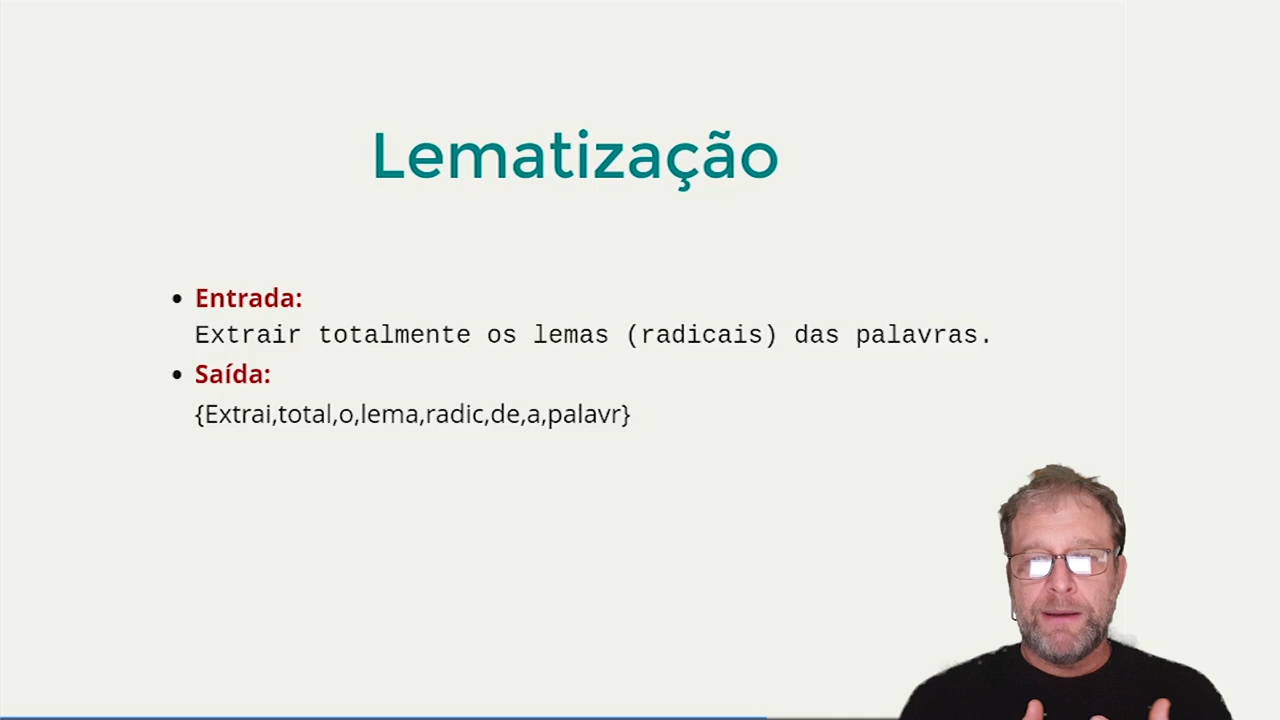 Lematização
Entrada:
Extrair totalmente os lemas (radicais) das palavras.
Saída:
{Extrai,total,o,lema,radic,de,a,palavr}